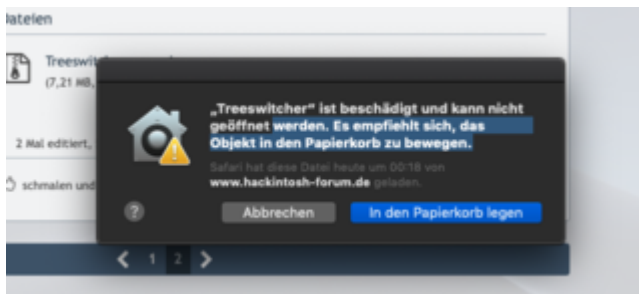 Dateien
(7,21 MB,
2 Mal editiert,
schmalen und
„Treeswitcher“ ist beschädigt und kann nicht
geöffnet werden. Es empfiehlt sich, das
Objekt in den Papierkorb zu bewegen.
Safari hat diese Datei heute um 00:18 von
www.hackintosh-forum.de geladen.
?
Abbrechen
In den Papierkorb legen
1 2